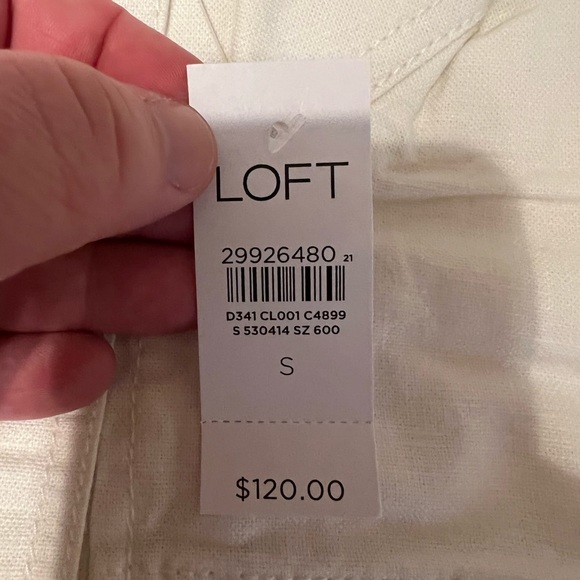 LOFT
29926480 21
D341 CL001 C4899
S 530414 SZ 600
S
$120.00